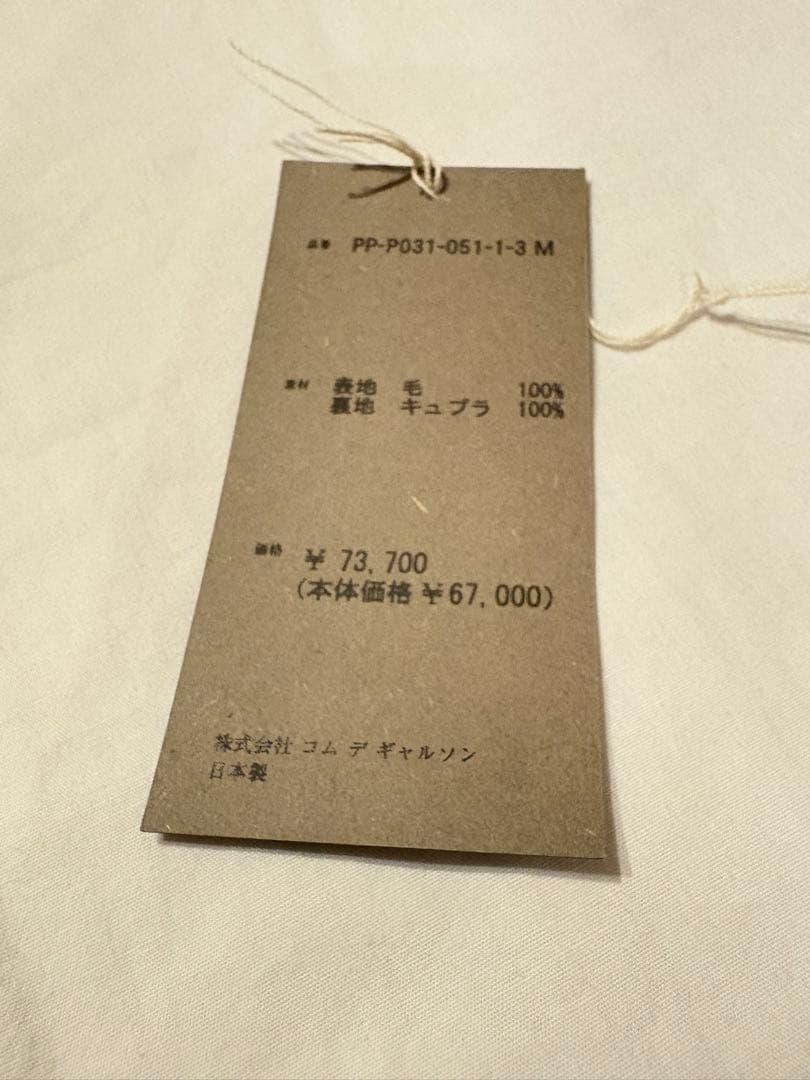 品番 PP-P031-051-1-3 M
素材 表地 毛 100%
裏地 キュプラ 100%
価格 ¥ 73,700
(本体価格 ¥67,000)
株式会社 コム デ ギャルソン
日本製